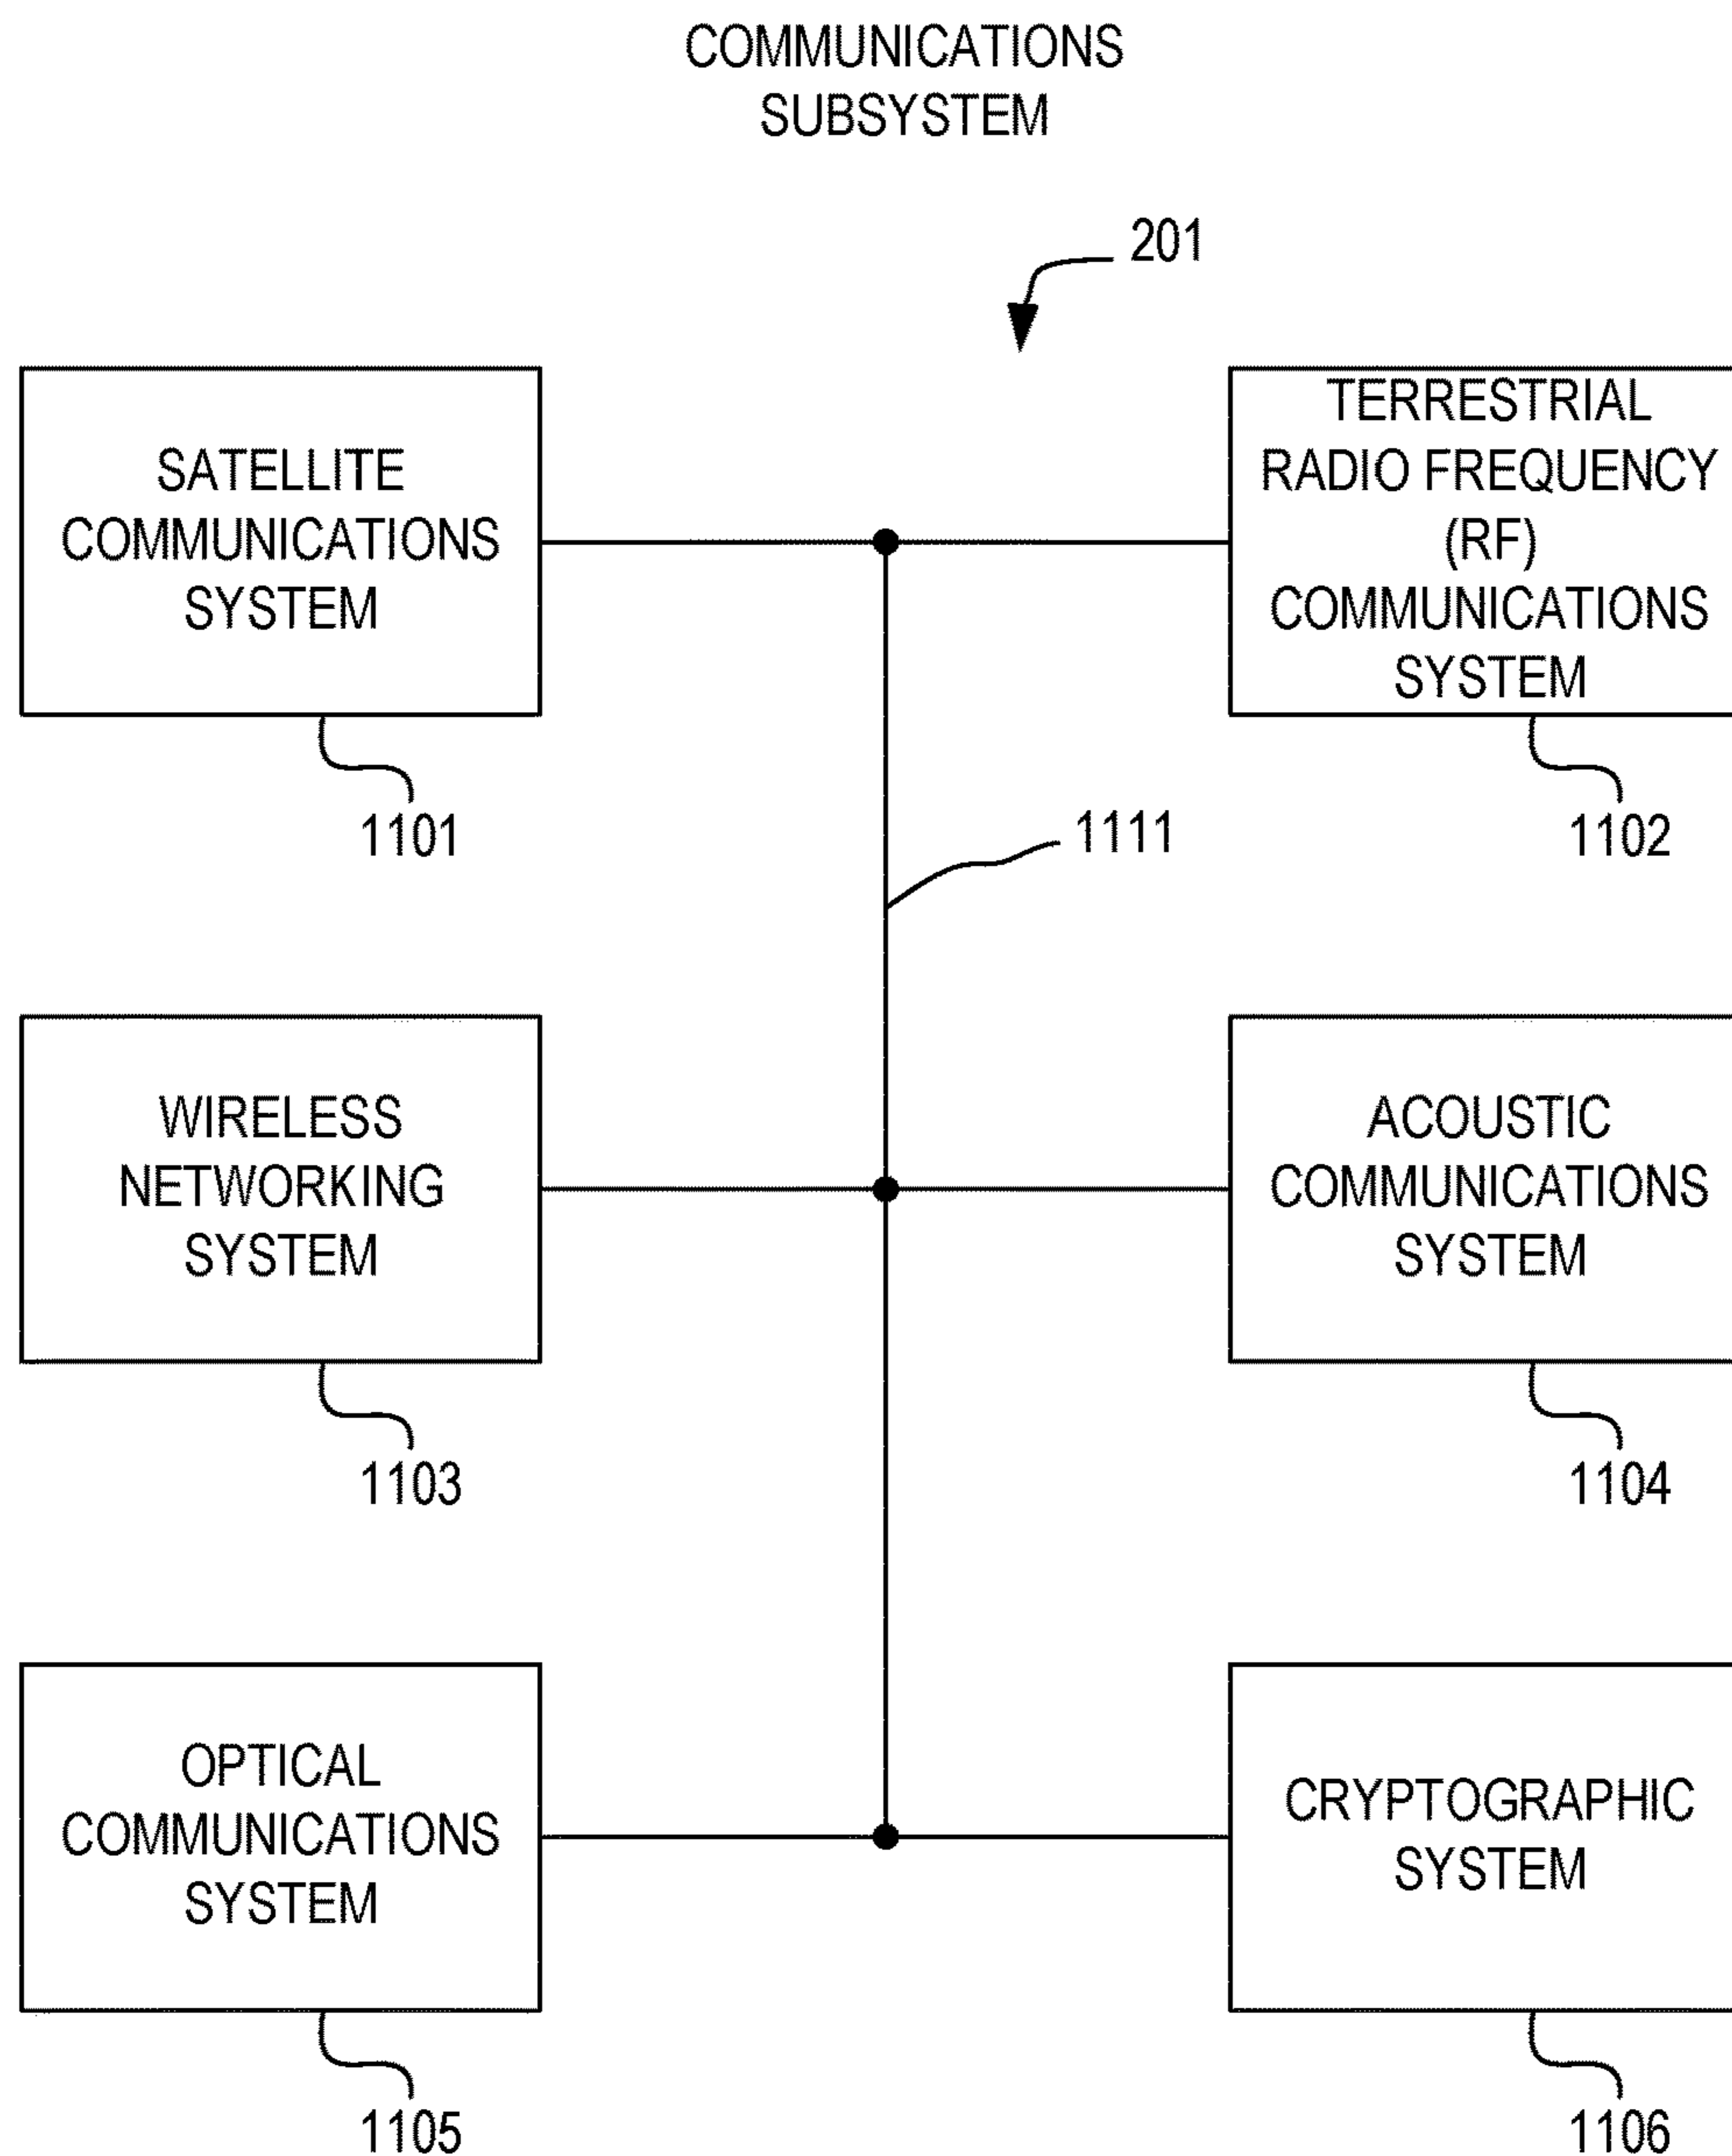 COMMUNICATIONS
SUBSYSTEM
201
SATELLITE
COMMUNICATIONS
SYSTEM
1101
TERRESTRIAL
RADIO FREQUENCY
(RF)
COMMUNICATIONS
SYSTEM
1102
1111
WIRELESS
NETWORKING
SYSTEM
1103
ACOUSTIC
COMMUNICATIONS
SYSTEM
1104
OPTICAL
COMMUNICATIONS
SYSTEM
1105
CRYPTOGRAPHIC
SYSTEM
1106